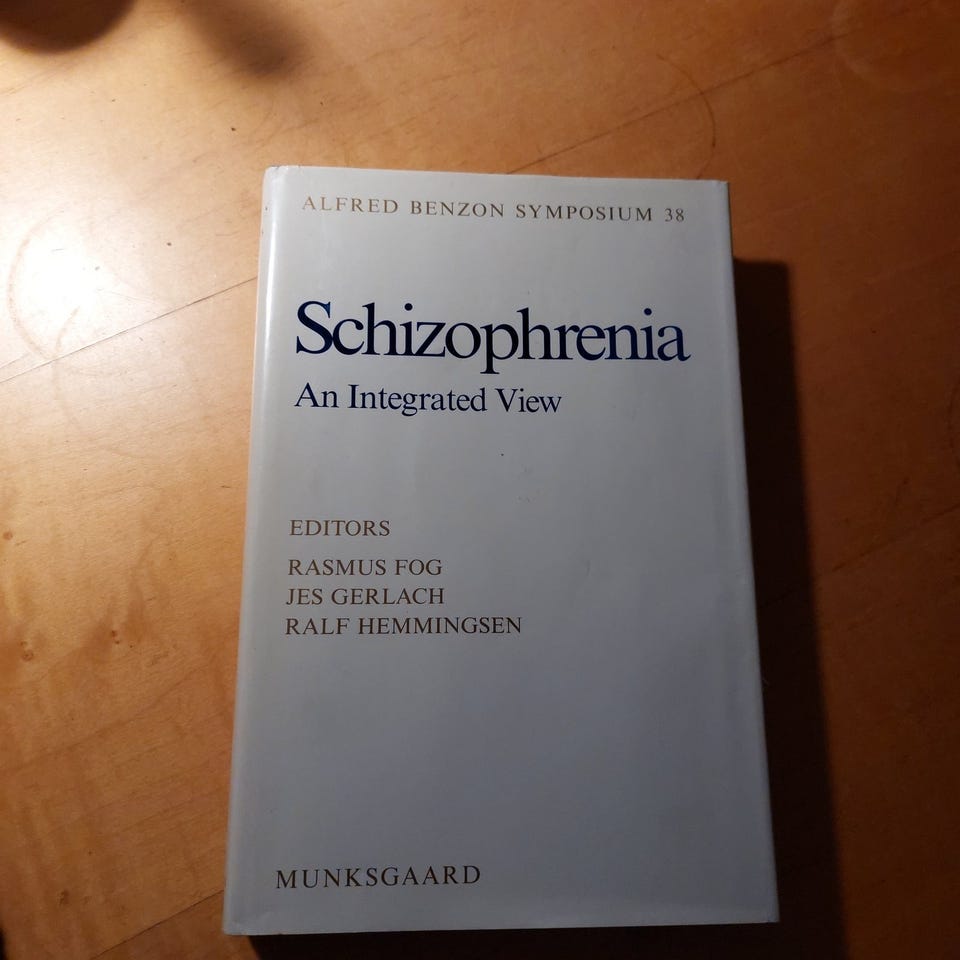 ALFRED BENZON SYMPOSIUM 38
Schizophrenia
An Integrated View
EDITORS
RASMUS FOG
JES GERLACH
RALF HEMMINGSEN
MUNKSGAARD